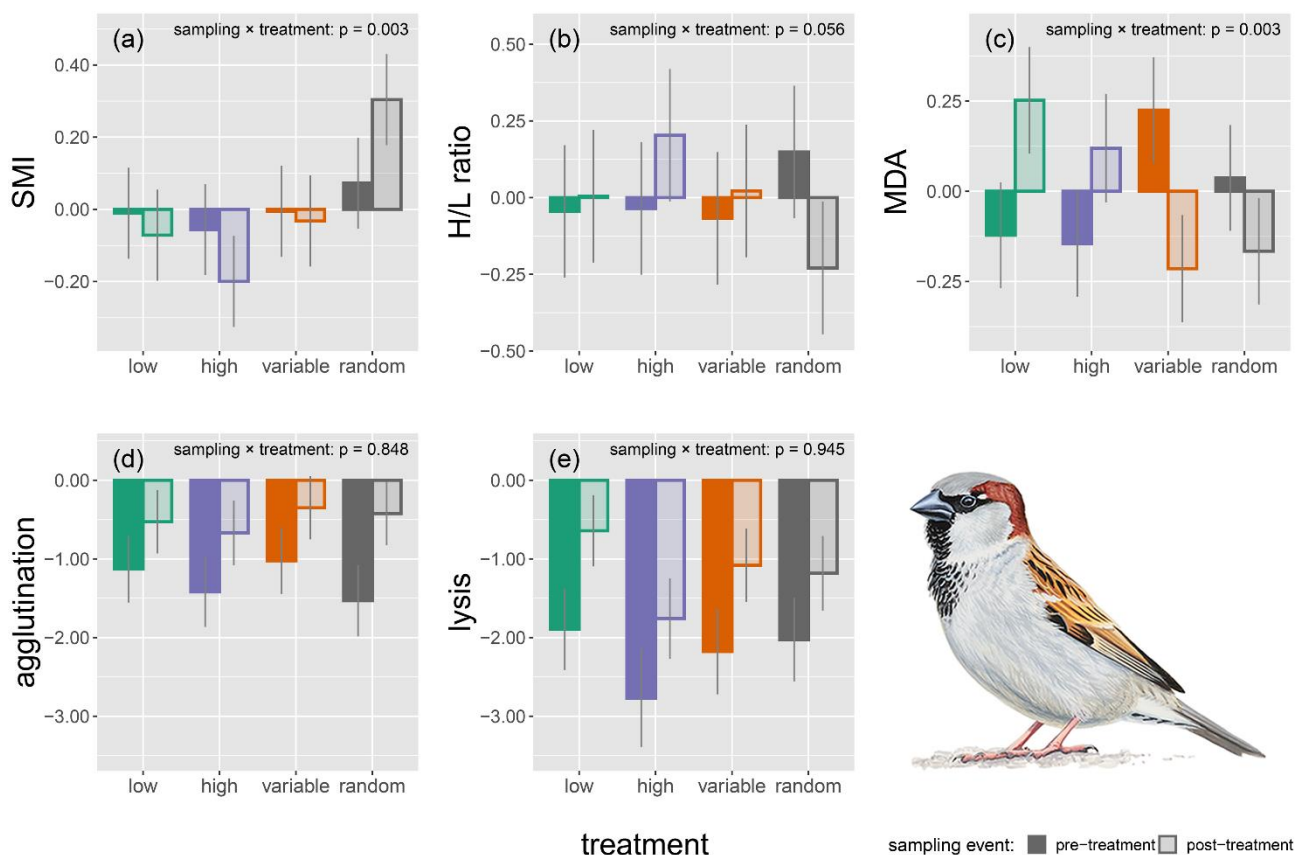 (a) sampling × treatment: p = 0.003
SMI
0.40
0.20
0.00
−0.20
low high variable random
(b) sampling × treatment: p = 0.056
H/L ratio
0.50
0.25
0.00
−0.25
−0.50
low high variable random
(c) sampling × treatment: p = 0.003
MDA
0.25
0.00
−0.25
low high variable random
(d) sampling × treatment: p = 0.848
agglutination
0.00
−1.00
−2.00
−3.00
low high variable random
(e) sampling × treatment: p = 0.945
lysis
0.00
−1.00
−2.00
−3.00
low high variable random
treatment
sampling event: pre−treatment post−treatment